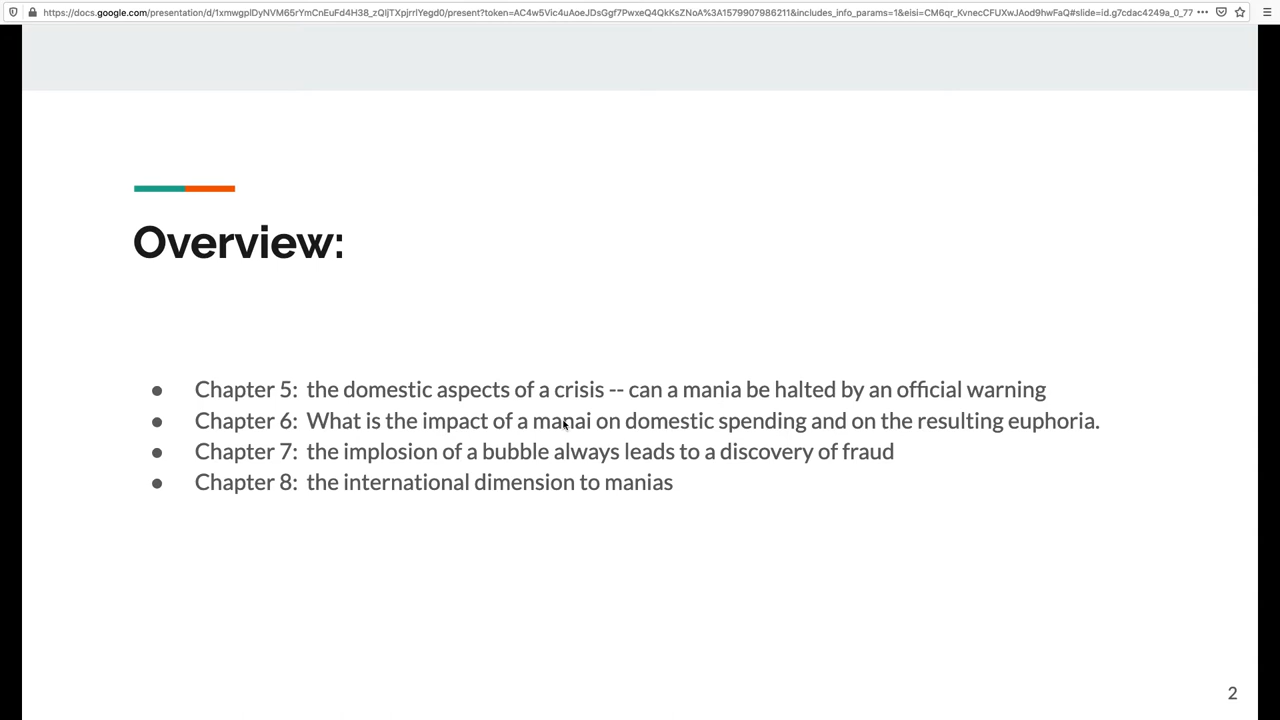 Overview:
● Chapter 5: the domestic aspects of a crisis -- can a mania be halted by an official warning
● Chapter 6: What is the impact of a manai on domestic spending and on the resulting euphoria.
● Chapter 7: the implosion of a bubble always leads to a discovery of fraud
● Chapter 8: the international dimension to manias
2